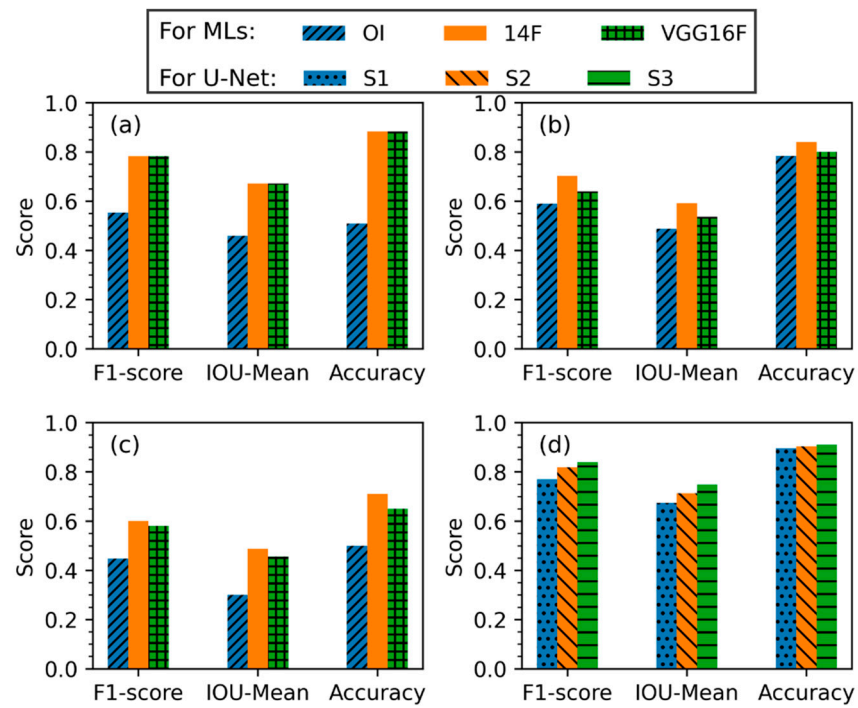 For MLs: OI 14F VGG16F
For U-Net: S1 S2 S3
(a)
1.0
0.8
0.6
0.4
0.2
0.0
Score
F1-score IOU-Mean Accuracy
(b)
1.0
0.8
0.6
0.4
0.2
0.0
Score
F1-score IOU-Mean Accuracy
(c)
1.0
0.8
0.6
0.4
0.2
0.0
Score
F1-score IOU-Mean Accuracy
(d)
1.0
0.8
0.6
0.4
0.2
0.0
Score
F1-score IOU-Mean Accuracy